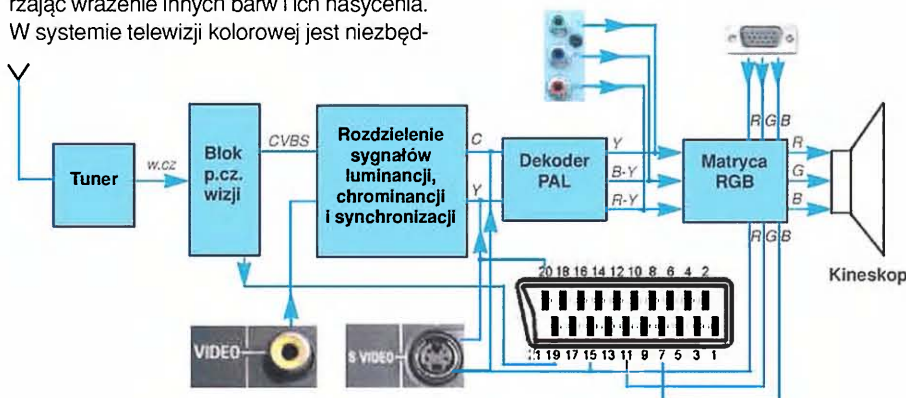 rzając wrażenie innych barw i ich nasycenia.
W systemie telewizji kolorowej jest niezbęd-
Tuner
w.cz
Blok
p.cz.
wizji
CVBS
Rozdzielenie
sygnałów
luminancji,
chrominancji
i synchronizacji
C
Y
Dekoder
PAL
Y
B-Y
R-Y
Matryca
RGB
R G B
R
G
B
R G B
Kineskop
VIDEO
S VIDEO
20 18 16 14 12 10 8 6 4 2
21 19 17 15 13 11 9 7 5 3 1